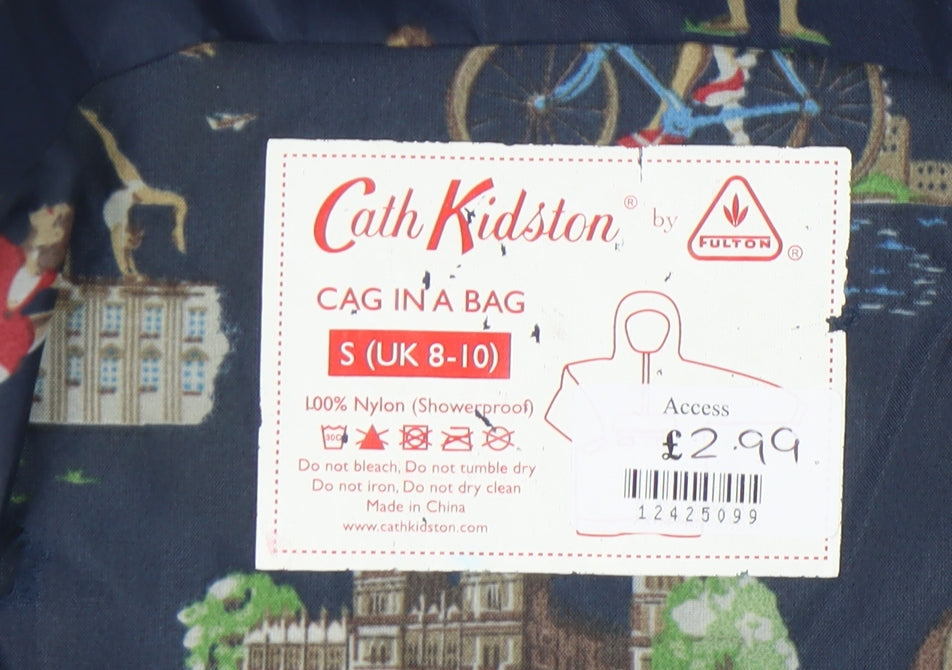 Cath Kidston® by FULTON®
CAG IN A BAG
S (UK 8-10)
100% Nylon (Showerproof)
30C
Do not bleach, Do not tumble dry
Do not iron, Do not dry clean
Made in China
www.cathkidston.com
Access
£2.99
12425099